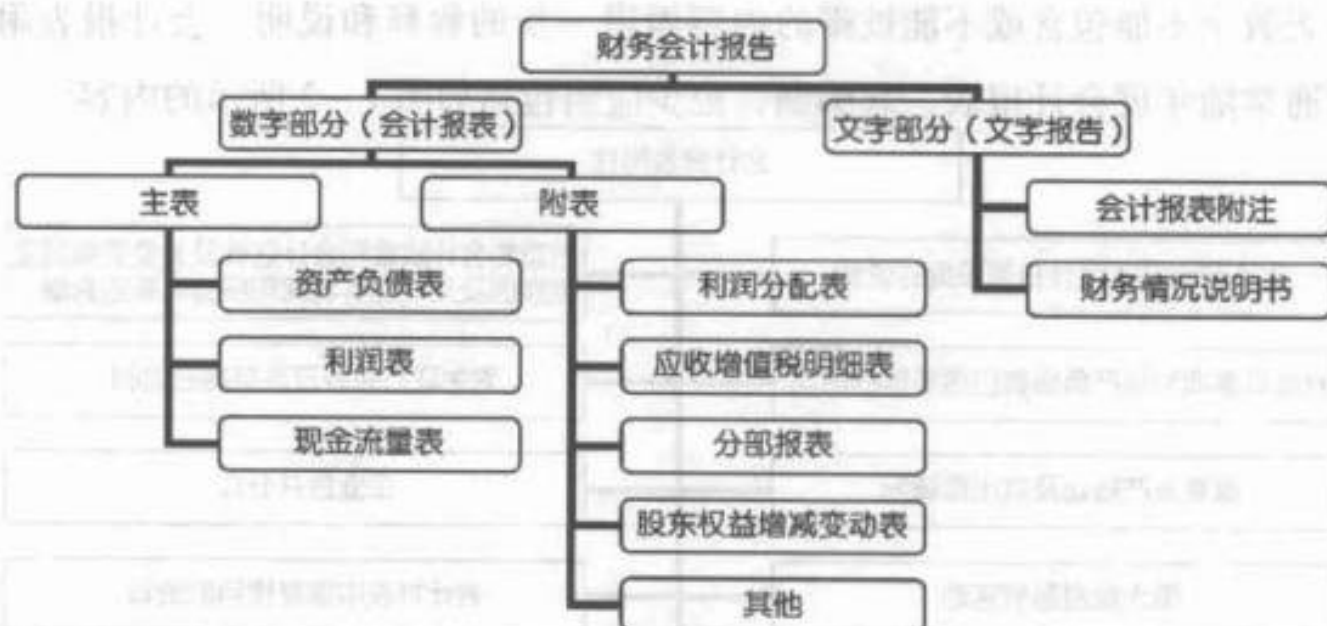 财务会计报告
数字部分（会计报表）
文字部分（文字报告）
主表
附表
会计报表附注
资产负债表
利润分配表
财务情况说明书
利润表
应收增值税明细表
现金流量表
分部报表
股东权益增减变动表
其他